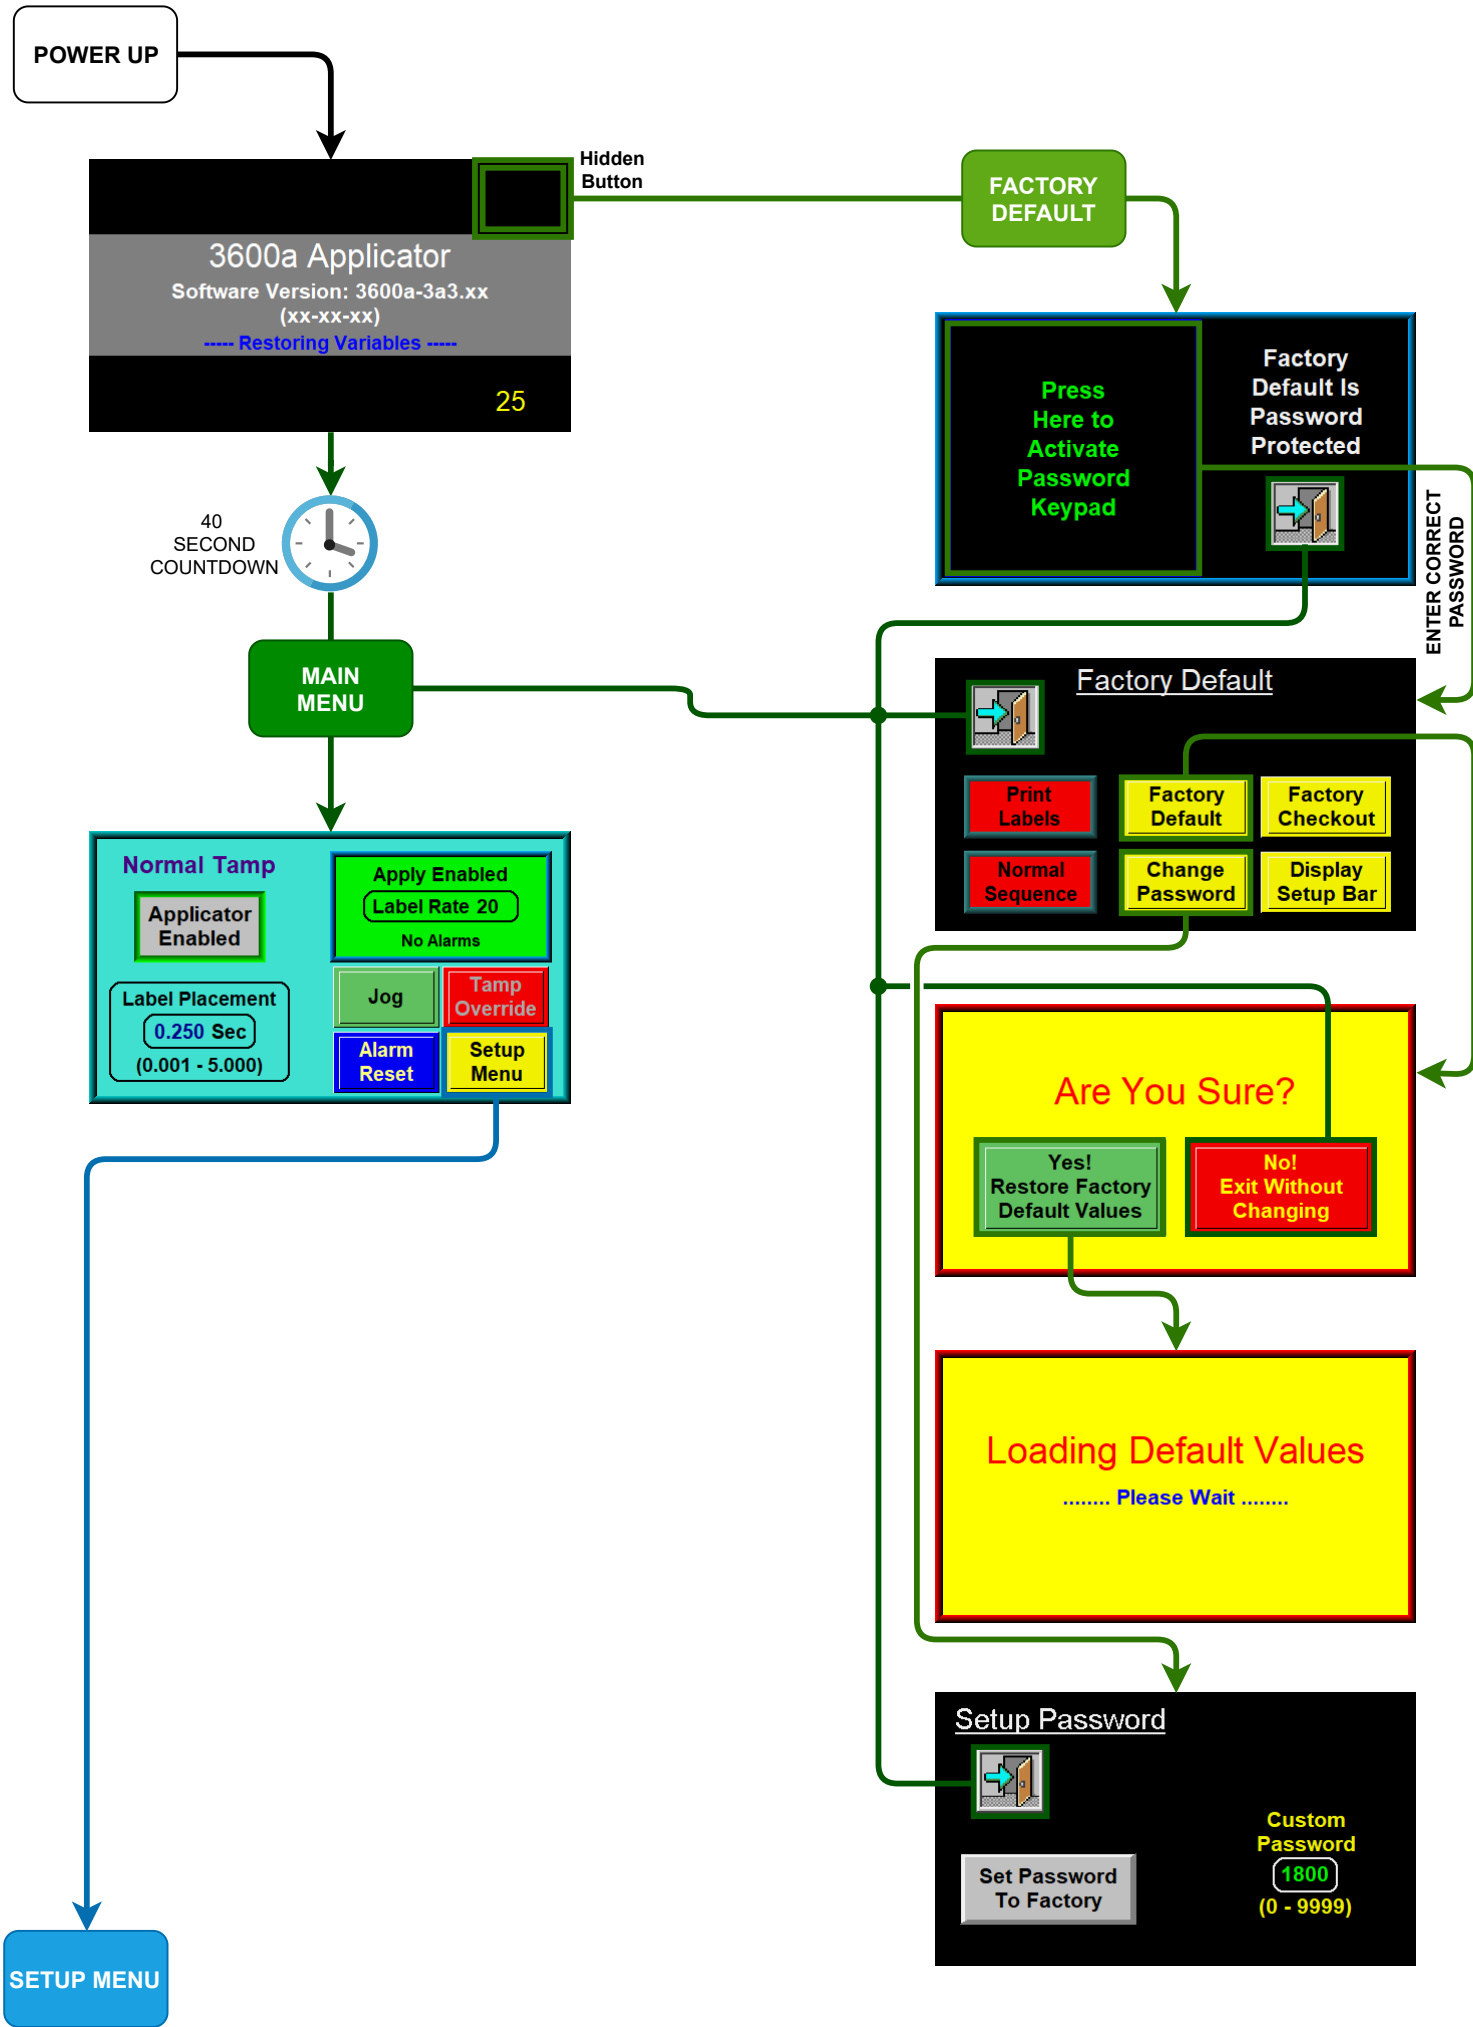 POWER UP
Hidden
Button
FACTORY
DEFAULT
3600a Applicator
Software Version: 3600a-3a3.xx
(xx-xx-xx)
----- Restoring Variables -----
25
Press
Here to
Activate
Password
Keypad
Factory
Default Is
Password
Protected
ENTER CORRECT
PASSWORD
40
SECOND
COUNTDOWN
MAIN
MENU
Factory Default
Print
Labels
Factory
Default
Factory
Checkout
Normal
Sequence
Change
Password
Display
Setup Bar
Normal Tamp
Applicator
Enabled
Apply Enabled
Label Rate 20
No Alarms
Label Placement
0.250 Sec
(0.001 - 5.000)
Jog
Tamp
Override
Alarm
Reset
Setup
Menu
Are You Sure?
Yes!
Restore Factory
Default Values
No!
Exit Without
Changing
Loading Default Values
........ Please Wait ........
Setup Password
Set Password
To Factory
Custom
Password
1800
(0 - 9999)
SETUP MENU